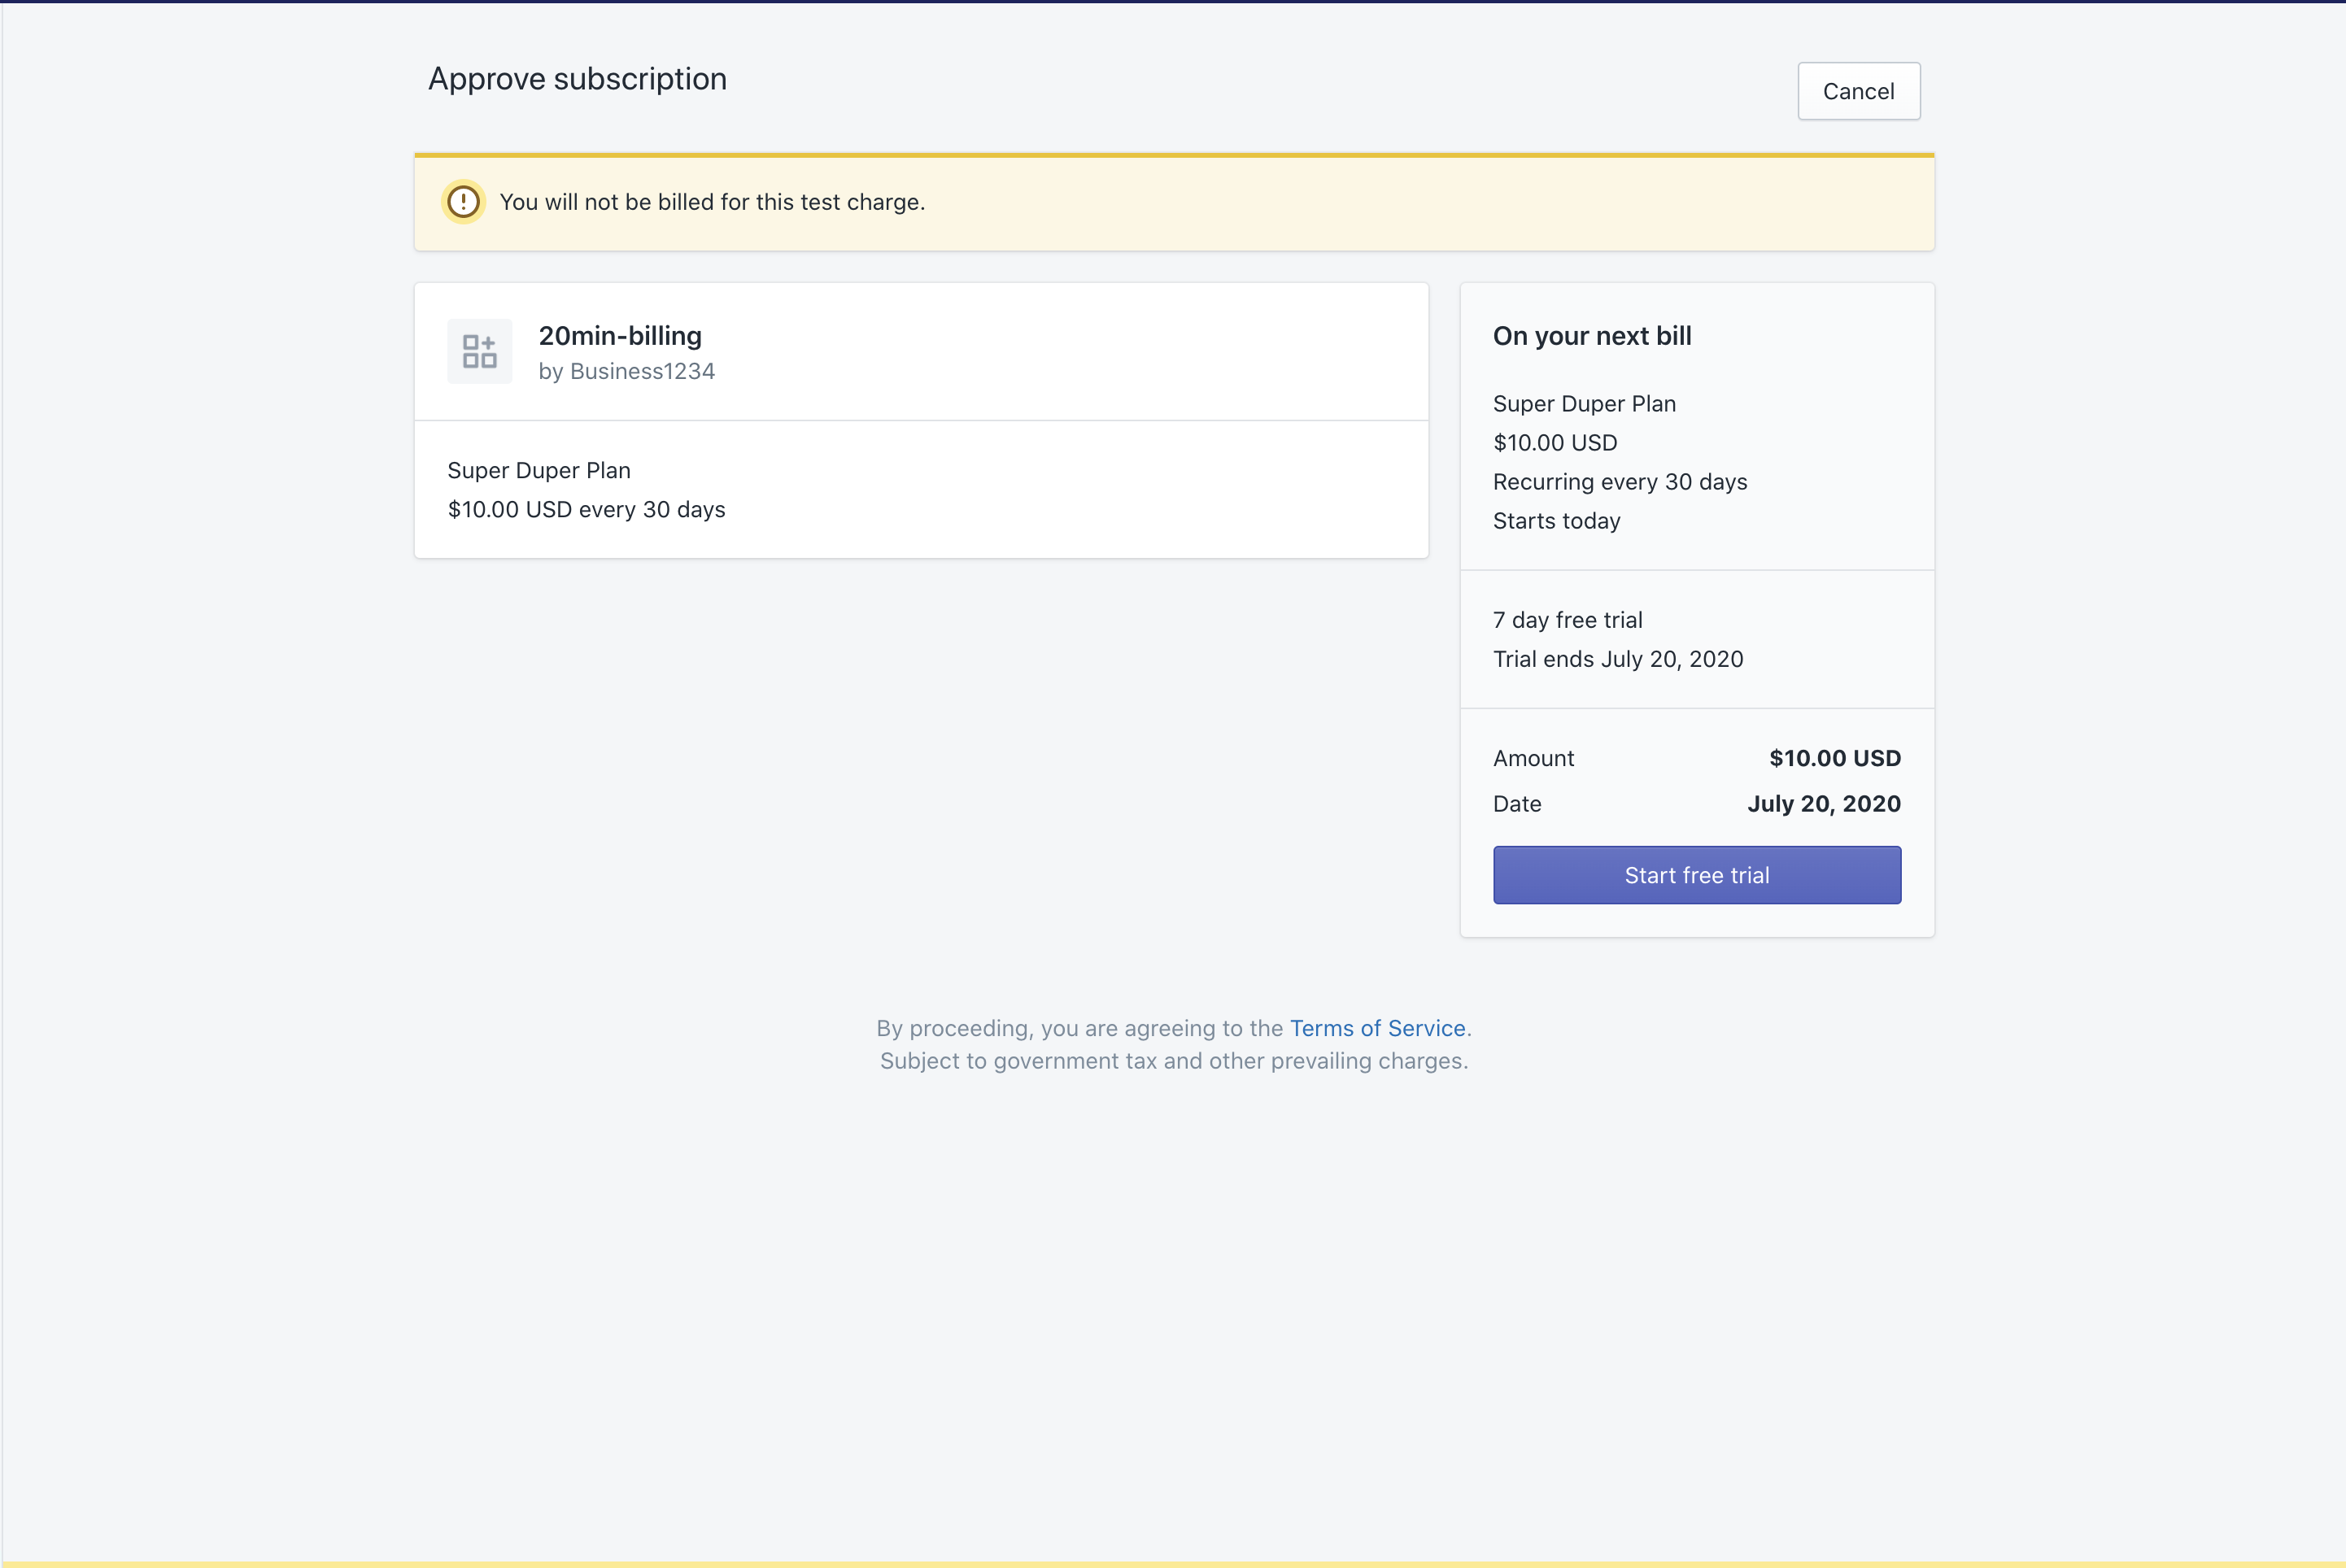 Approve subscription
Cancel
You will not be billed for this test charge.
20min-billing
by Business1234
Super Duper Plan
$10.00 USD every 30 days
On your next bill
Super Duper Plan
$10.00 USD
Recurring every 30 days
Starts today
7 day free trial
Trial ends July 20, 2020
Amount $10.00 USD
Date July 20, 2020
Start free trial
By proceeding, you are agreeing to the Terms of Service.
Subject to government tax and other prevailing charges.